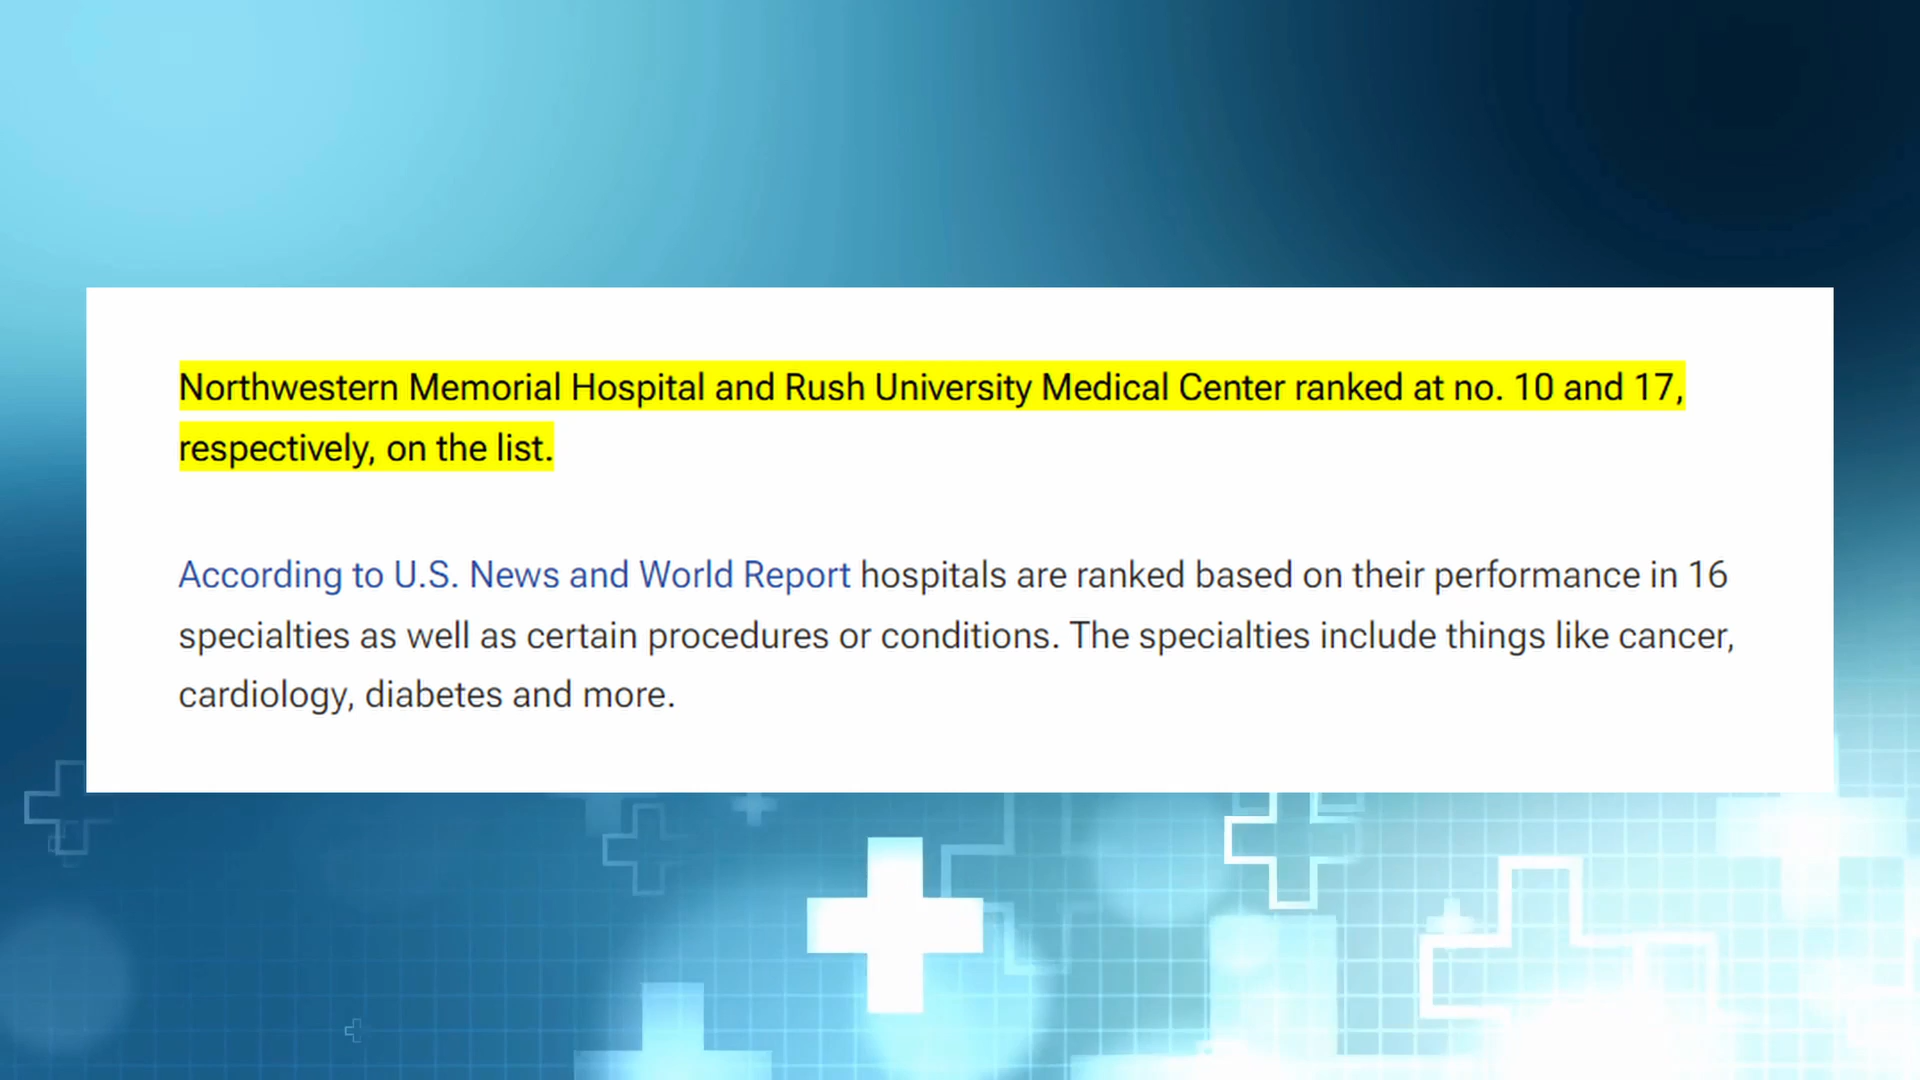 Northwestern Memorial Hospital and Rush University Medical Center ranked at no. 10 and 17,
respectively, on the list.
According to U.S. News and World Report hospitals are ranked based on their performance in 16
specialties as well as certain procedures or conditions. The specialties include things like cancer,
cardiology, diabetes and more.